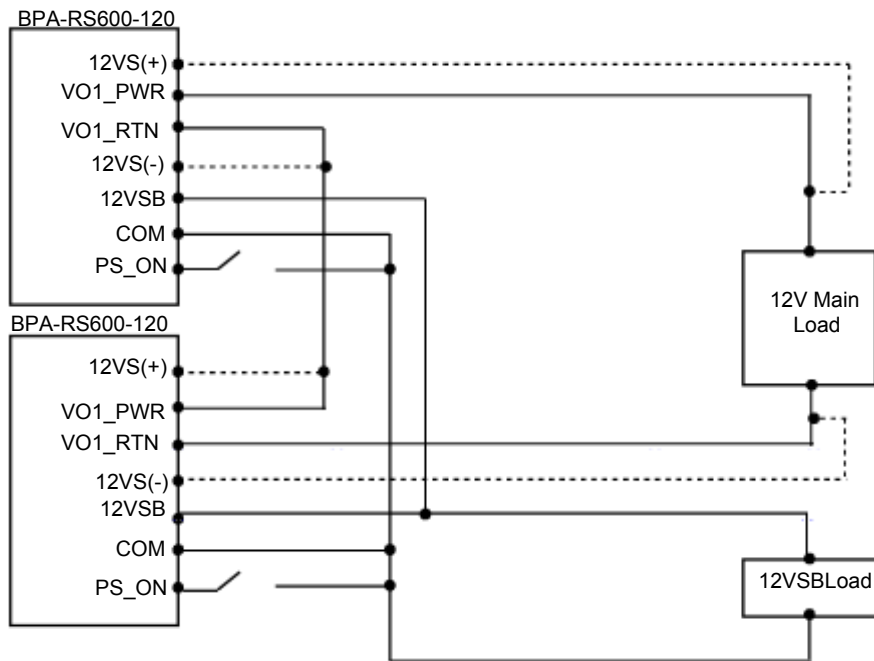 BPA-RS600-120
12VS(+)
VO1_PWR
VO1_RTN
12VS(-)
12VSB
COM
PS_ON
12V Main
Load
BPA-RS600-120
12VS(+)
VO1_PWR
VO1_RTN
12VS(-)
12VSB
COM
PS_ON
12VSBLoad